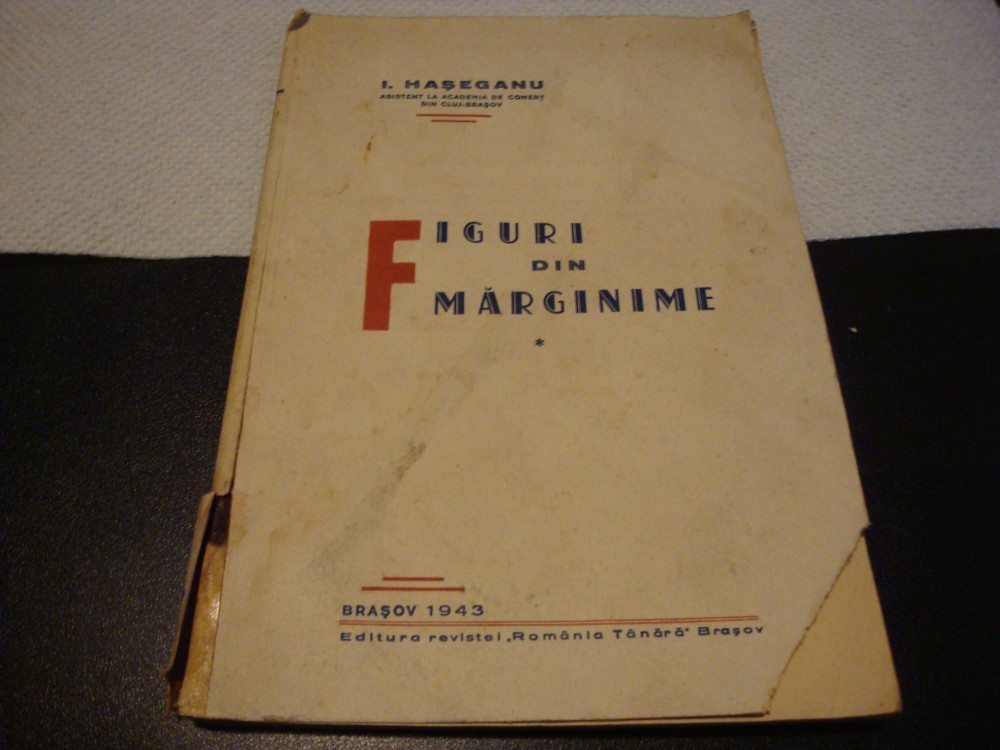 I. HAȘEGANU
ASISTENT LA ACADEMIA DE COMERȚ
DIN CLUJ-BRAȘOV
FIGURI
DIN
MĂRGINIME
*
BRAȘOV 1943
Editura revistei „România Tânără" Brașov